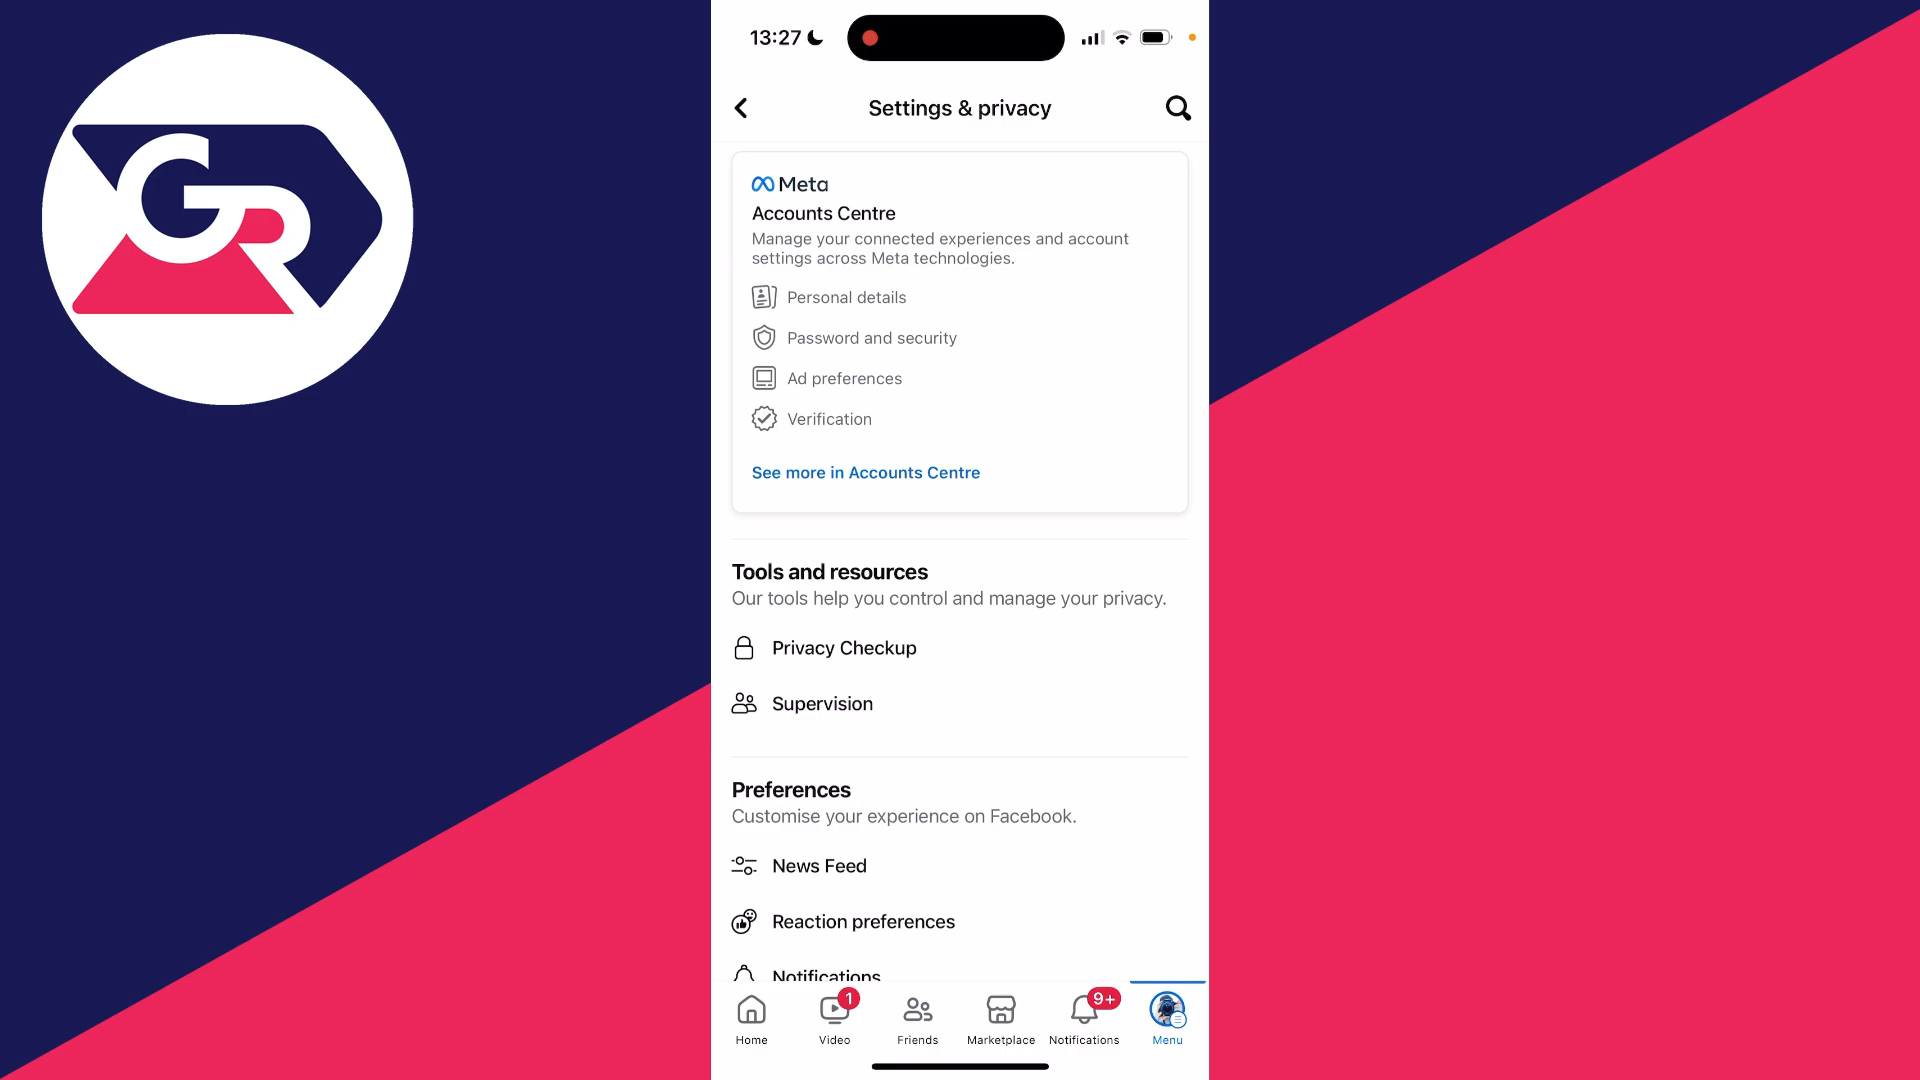 GR
13:27
Settings & privacy
Meta
Accounts Centre
Manage your connected experiences and account
settings across Meta technologies.
Personal details
Password and security
Ad preferences
Verification
See more in Accounts Centre
Tools and resources
Our tools help you control and manage your privacy.
Privacy Checkup
Supervision
Preferences
Customise your experience on Facebook.
News Feed
Reaction preferences
Notifications
1
9+
Home
Video
Friends
Marketplace
Notifications
Menu